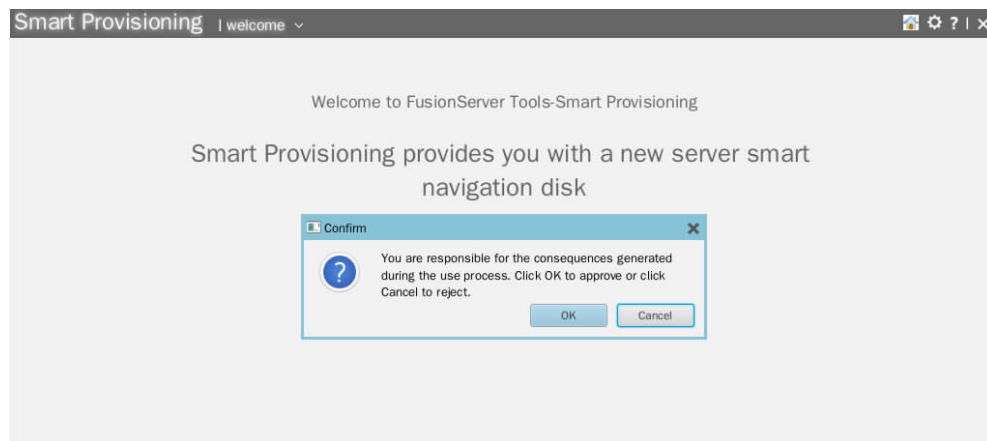 Smart Provisioning | welcome
? | ×
Welcome to FusionServer Tools-Smart Provisioning
Smart Provisioning provides you with a new server smart
navigation disk
Confirm
You are responsible for the consequences generated
during the use process. Click OK to approve or click
Cancel to reject.
OK Cancel